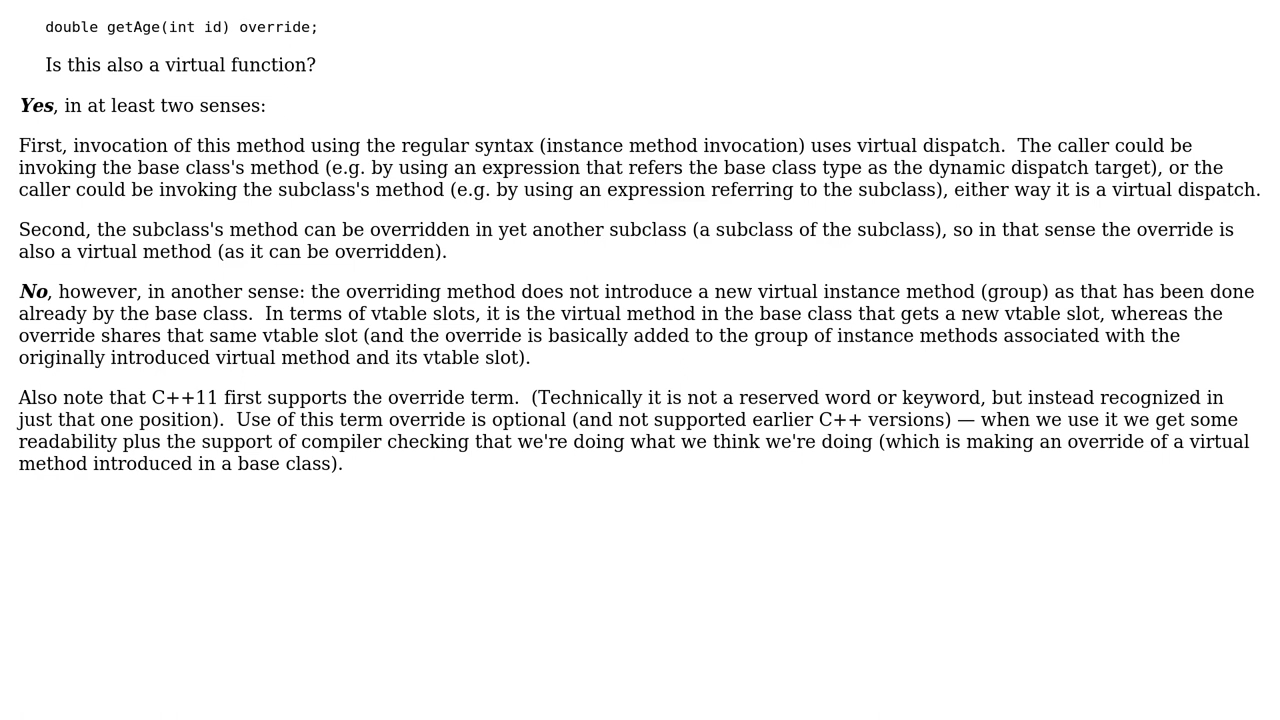 double getAge(int id) override;
Is this also a virtual function?
Yes, in at least two senses:
First, invocation of this method using the regular syntax (instance method invocation) uses virtual dispatch.  The caller could be
invoking the base class's method (e.g. by using an expression that refers the base class type as the dynamic dispatch target), or the
caller could be invoking the subclass's method (e.g. by using an expression referring to the subclass), either way it is a virtual dispatch.
Second, the subclass's method can be overridden in yet another subclass (a subclass of the subclass), so in that sense the override is
also a virtual method (as it can be overridden).
No, however, in another sense: the overriding method does not introduce a new virtual instance method (group) as that has been done
already by the base class.  In terms of vtable slots, it is the virtual method in the base class that gets a new vtable slot, whereas the
override shares that same vtable slot (and the override is basically added to the group of instance methods associated with the
originally introduced virtual method and its vtable slot).
Also note that C++11 first supports the override term.  (Technically it is not a reserved word or keyword, but instead recognized in
just that one position).  Use of this term override is optional (and not supported earlier C++ versions) — when we use it we get some
readability plus the support of compiler checking that we're doing what we think we're doing (which is making an override of a virtual
method introduced in a base class).